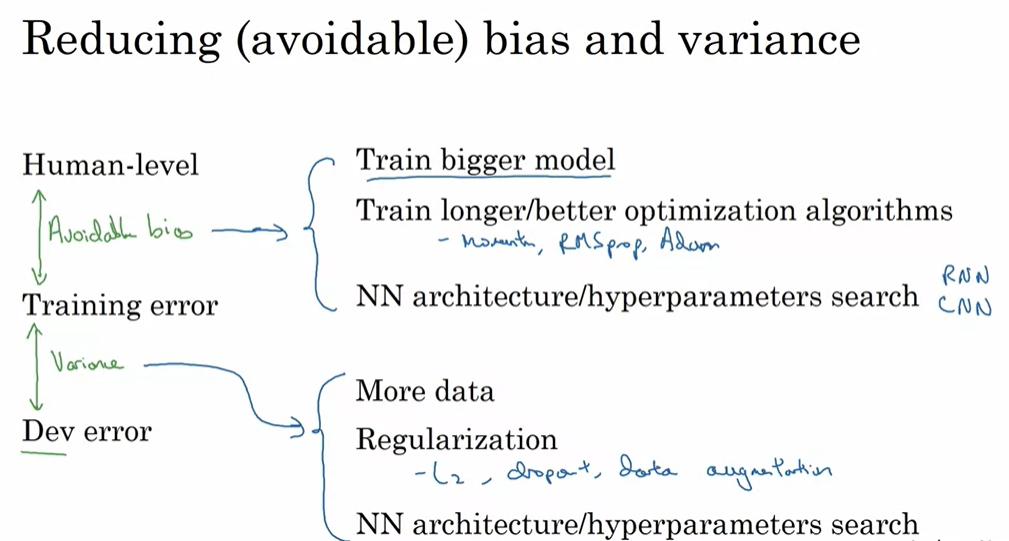 Reducing (avoidable) bias and variance
Human-level
Avoidable bias
Training error
Variance
Dev error
Train bigger model
Train longer/better optimization algorithms
- Momentum, RMSprop, Adam
NN architecture/hyperparameters search
RNN
CNN
More data
Regularization
- L2, dropout, data augmentation
NN architecture/hyperparameters search